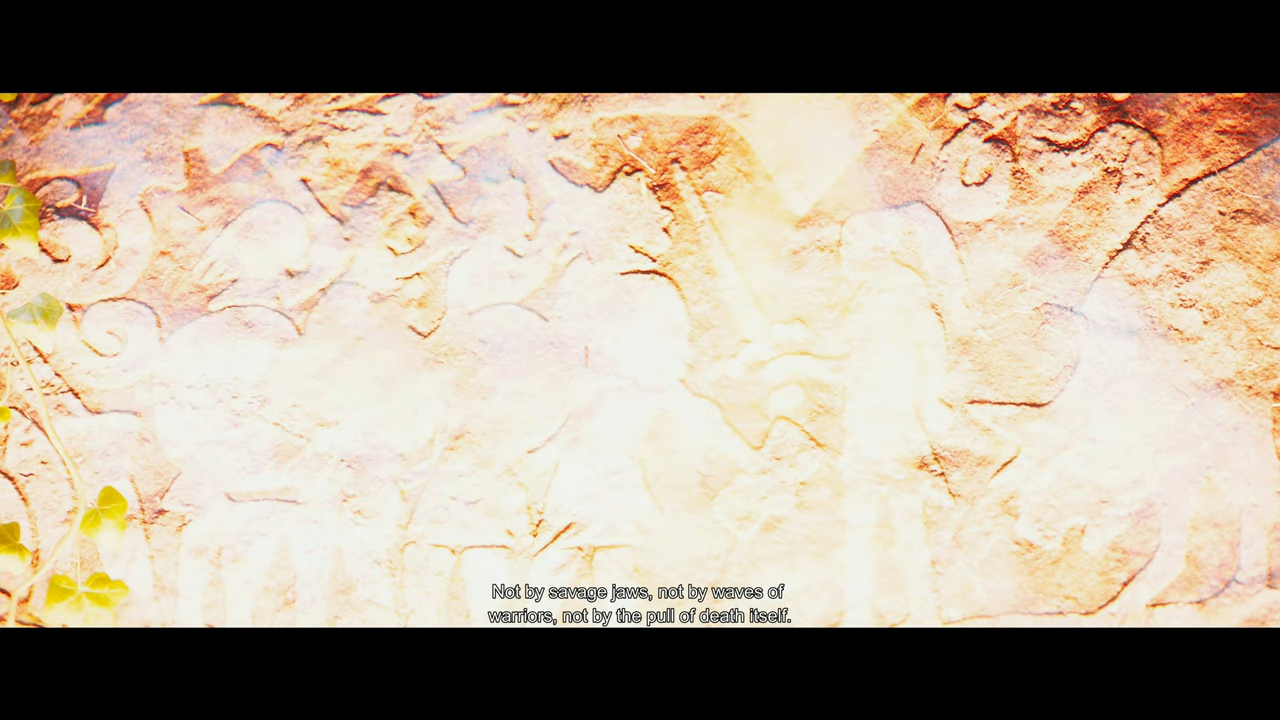 Not by savage jaws, not by waves of
warriors, not by the pull of death itself.